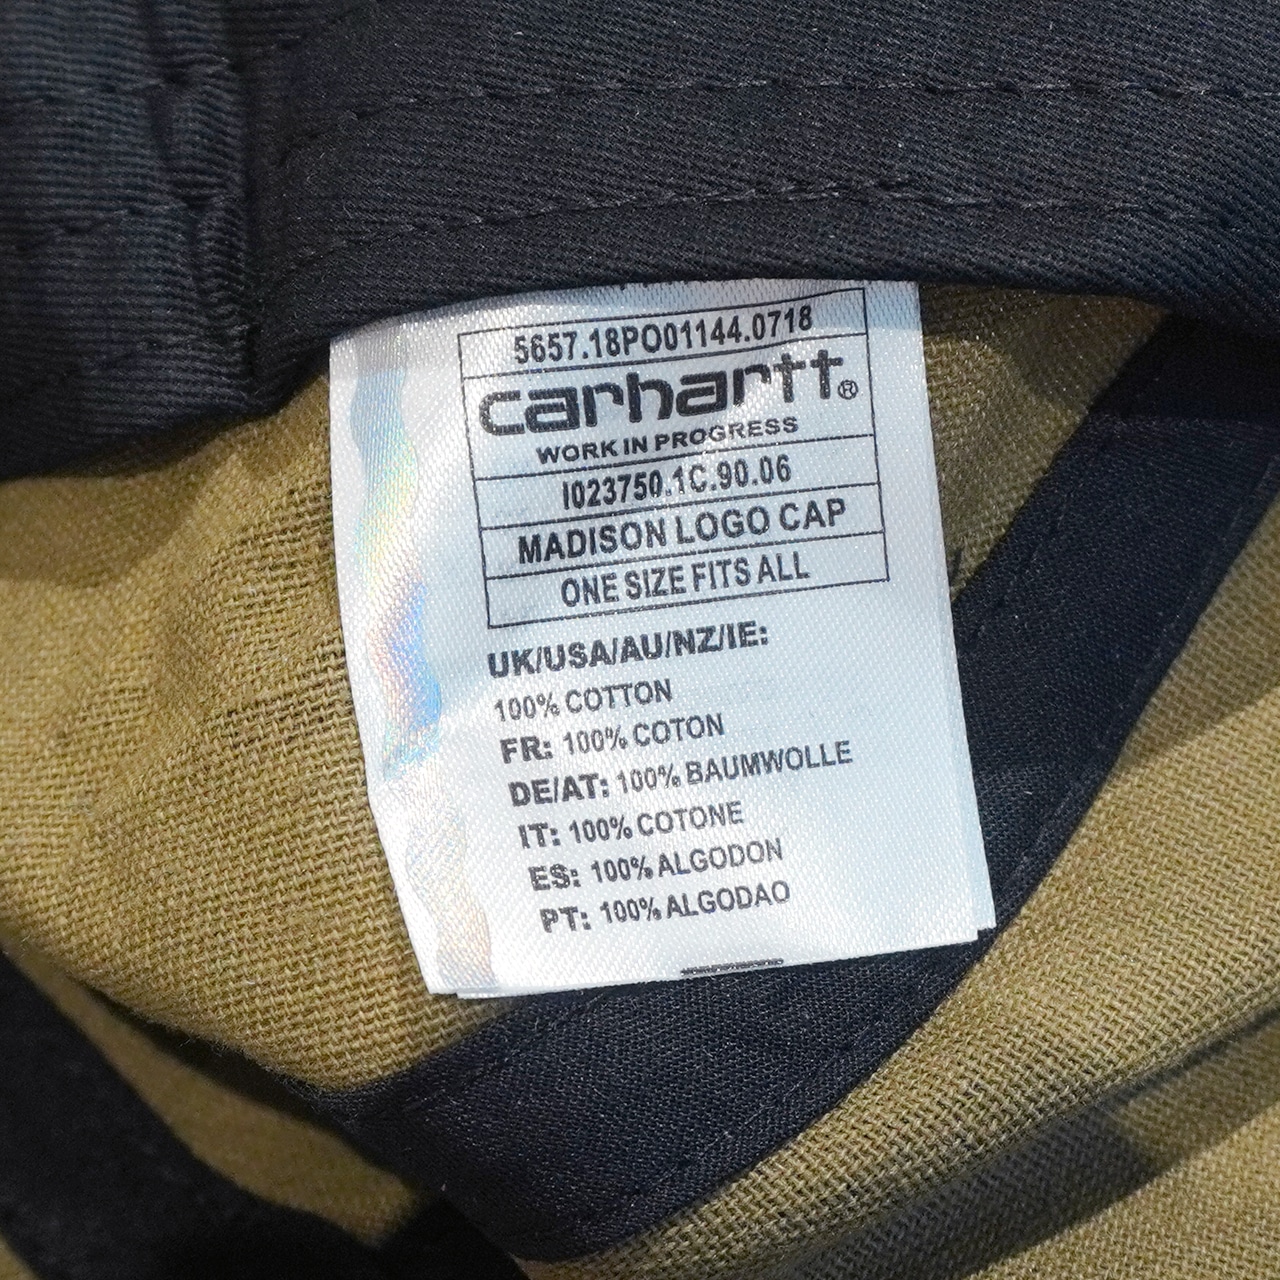 5657.18PO01144.0718
carhartt®
WORK IN PROGRESS
I023750.1C.90.06
MADISON LOGO CAP
ONE SIZE FITS ALL
UK/USA/AU/NZ/IE:
100% COTTON
FR: 100% COTON
DE/AT: 100% BAUMWOLLE
IT: 100% COTONE
ES: 100% ALGODON
PT: 100% ALGODAO